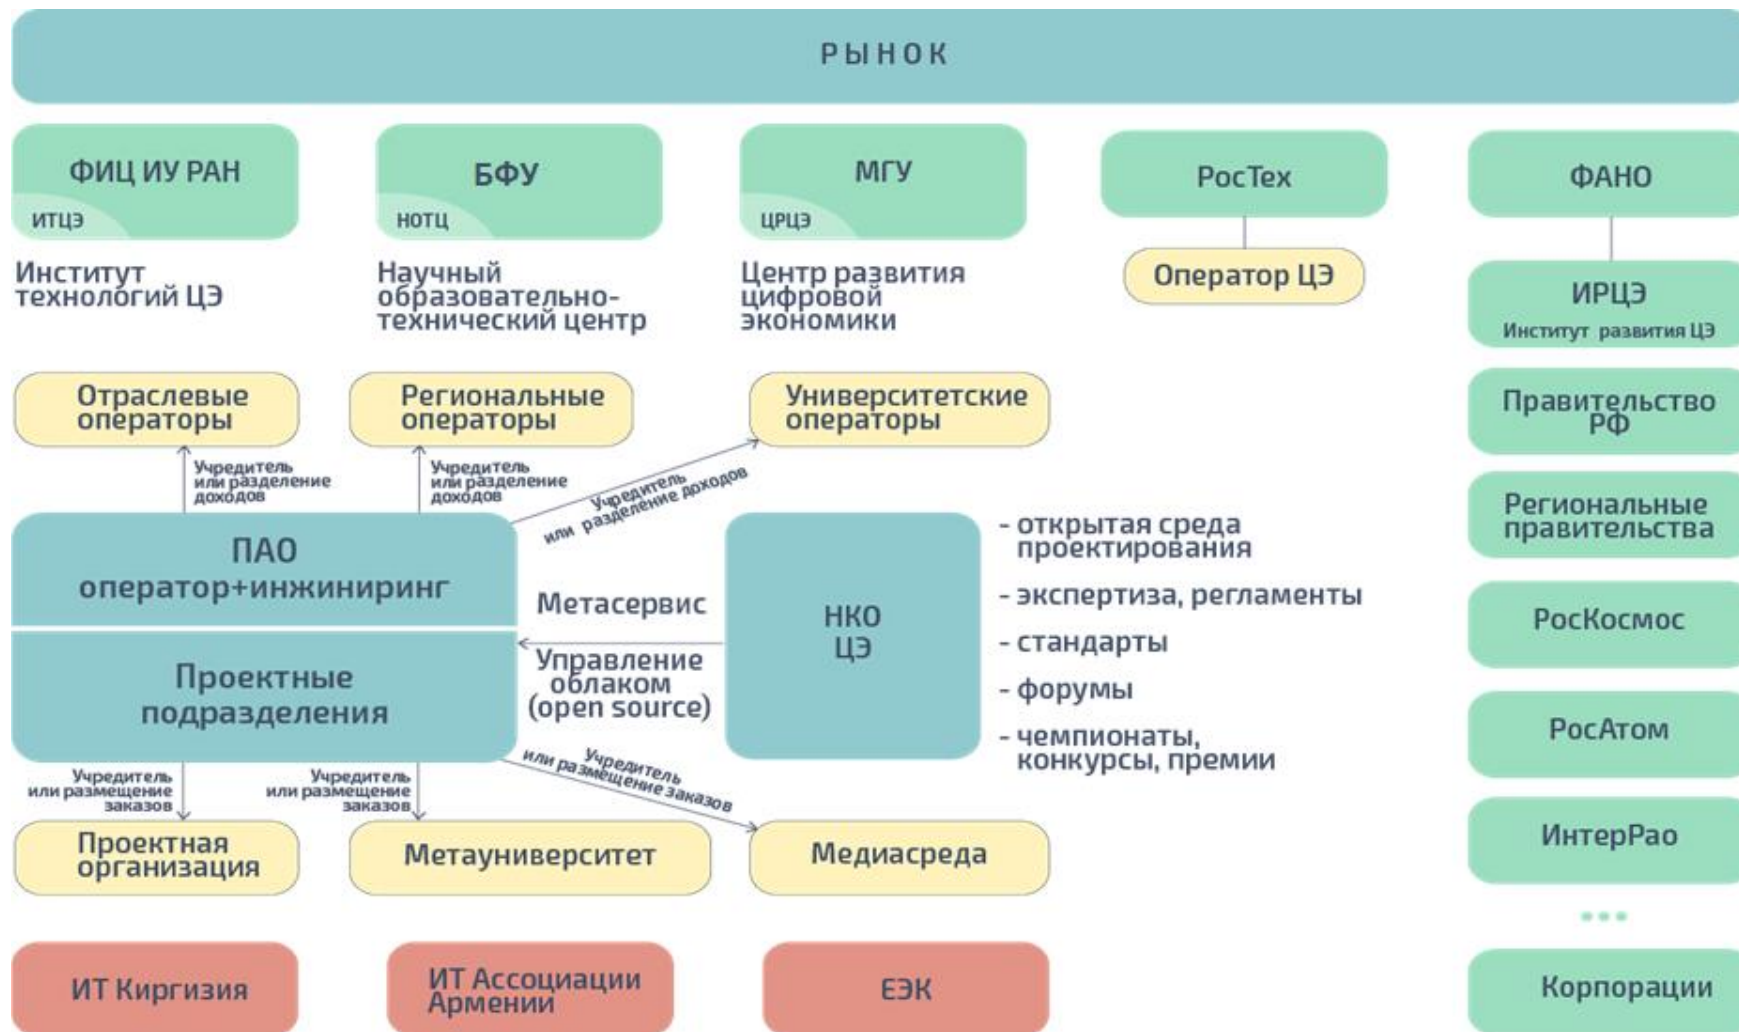 РЫНОК
ФИЦ ИУ РАН
ИТЦЭ
БФУ
НОТЦ
МГУ
ЦРЦЭ
РосТех
ФАНО
Институт
технологий ЦЭ
Научный
образовательно-
технический центр
Центр развития
цифровой
экономики
Оператор ЦЭ
ИРЦЭ
Институт развития ЦЭ
Отраслевые
операторы
Региональные
операторы
Университетские
операторы
Правительство
РФ
Учредитель
или разделение
доходов
Учредитель
или разделение
доходов
Учредитель
или разделение доходов
Региональные
правительства
ПАО
оператор+инжиниринг
Проектные
подразделения
Метасервис
Управление
облаком
(open source)
НКО
ЦЭ
- открытая среда
проектирования
- экспертиза, регламенты
- стандарты
- форумы
- чемпионаты,
конкурсы, премии
РосКосмос
РосАтом
Учредитель
или размещение
заказов
Учредитель
или размещение
заказов
Учредитель
или размещение заказов
Проектная
организация
Метауниверситет
Медиасреда
ИнтерРао
...
ИТ Киргизия
ИТ Ассоциации
Армении
ЕЭК
Корпорации